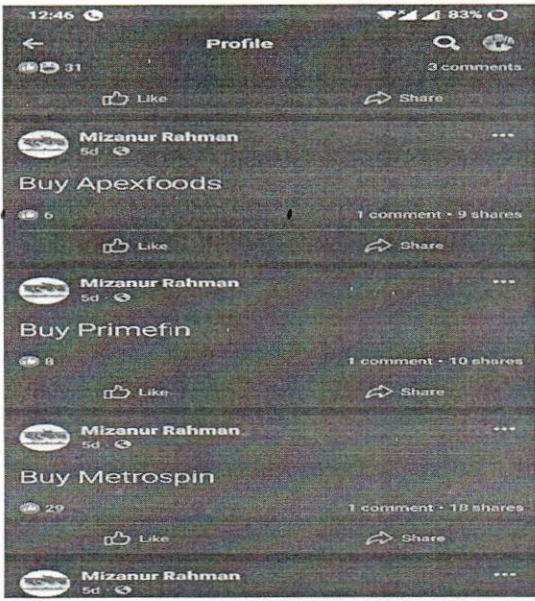 12:46 83%
Profile
31 3 comments
Like Share
Mizanur Rahman
5d
Buy Apexfoods
6 1 comment • 9 shares
Like Share
Mizanur Rahman
5d
Buy Primefin
8 1 comment • 10 shares
Like Share
Mizanur Rahman
5d
Buy Metrospin
29 1 comment • 18 shares
Like Share
Mizanur Rahman
5d